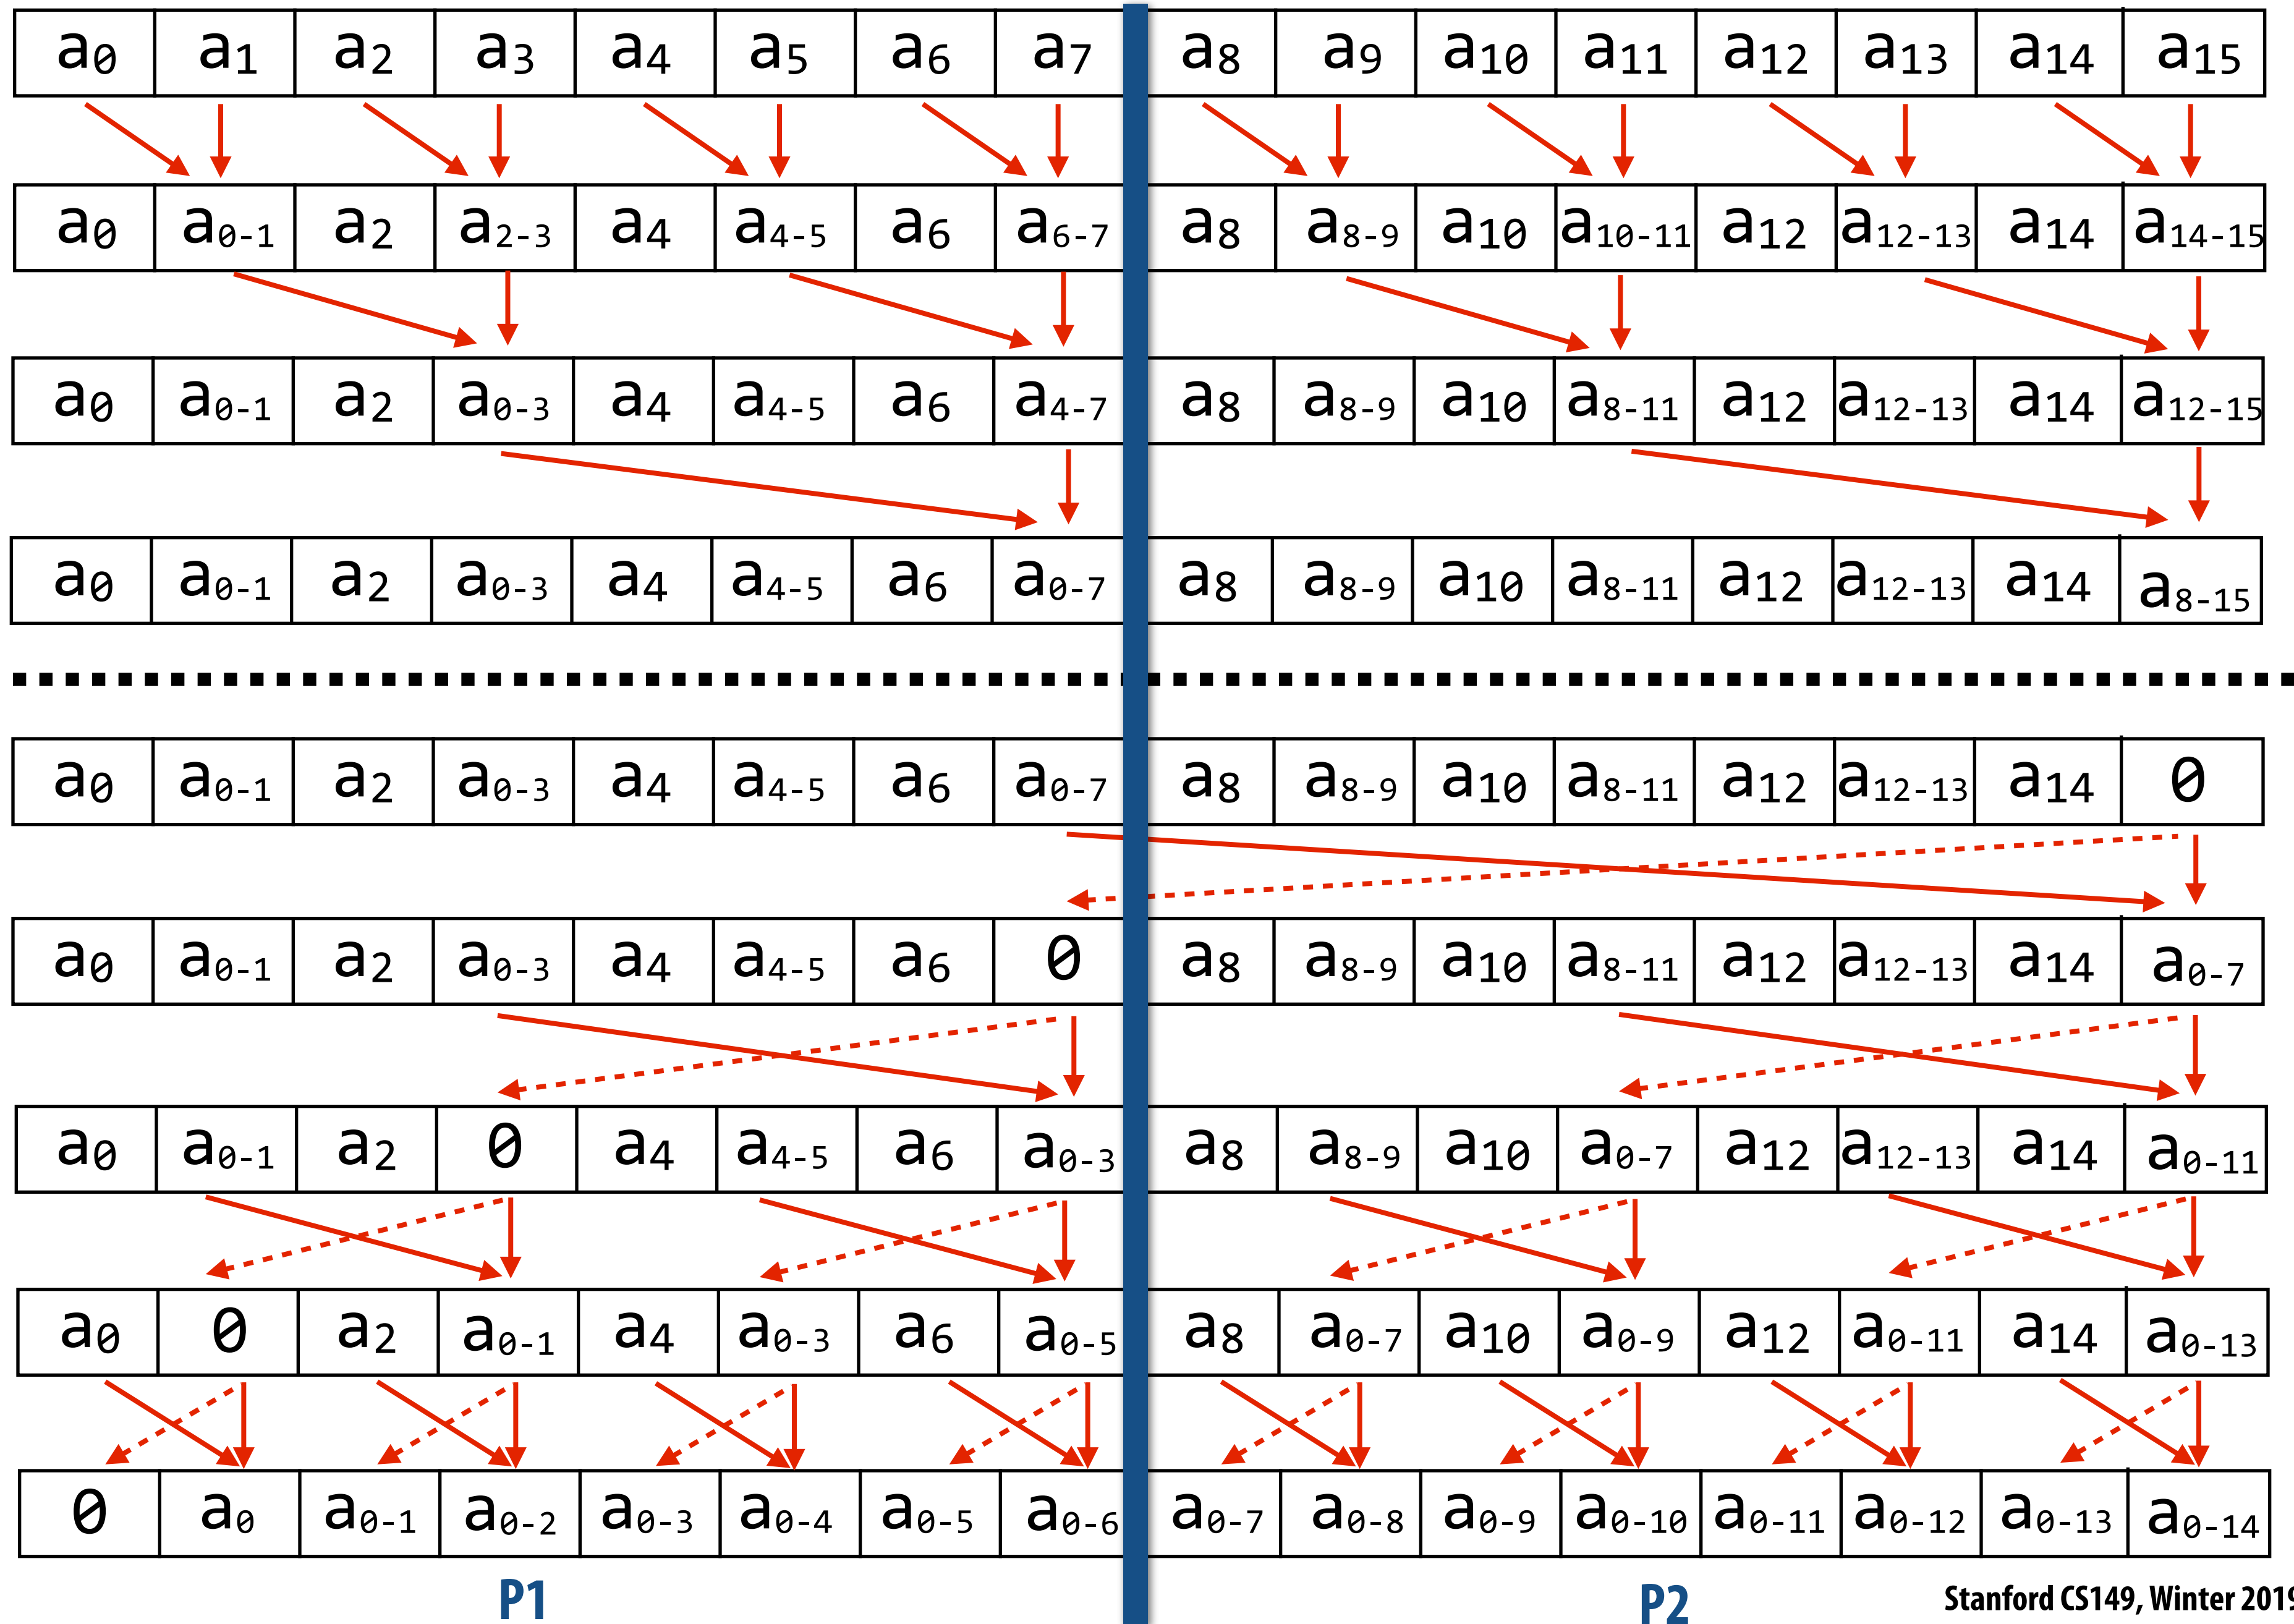 a0 a1 a2 a3 a4 a5 a6 a7 a8 a9 a10 a11 a12 a13 a14 a15
a0 a0-1 a2 a2-3 a4 a4-5 a6 a6-7 a8 a8-9 a10 a10-11 a12 a12-13 a14 a14-15
a0 a0-1 a2 a0-3 a4 a4-5 a6 a4-7 a8 a8-9 a10 a8-11 a12 a12-13 a14 a12-15
a0 a0-1 a2 a0-3 a4 a4-5 a6 a0-7 a8 a8-9 a10 a8-11 a12 a12-13 a14 a8-15
a0 a0-1 a2 a0-3 a4 a4-5 a6 a0-7 a8 a8-9 a10 a8-11 a12 a12-13 a14 0
a0 a0-1 a2 a0-3 a4 a4-5 a6 0 a8 a8-9 a10 a8-11 a12 a12-13 a14 a0-7
a0 a0-1 a2 0 a4 a4-5 a6 a0-3 a8 a8-9 a10 a0-7 a12 a12-13 a14 a0-11
a0 0 a2 a0-1 a4 a0-3 a6 a0-5 a8 a0-7 a10 a0-9 a12 a0-11 a14 a0-13
0 a0 a0-1 a0-2 a0-3 a0-4 a0-5 a0-6 a0-7 a0-8 a0-9 a0-10 a0-11 a0-12 a0-13 a0-14
P1 P2
Stanford CS149, Winter 2019